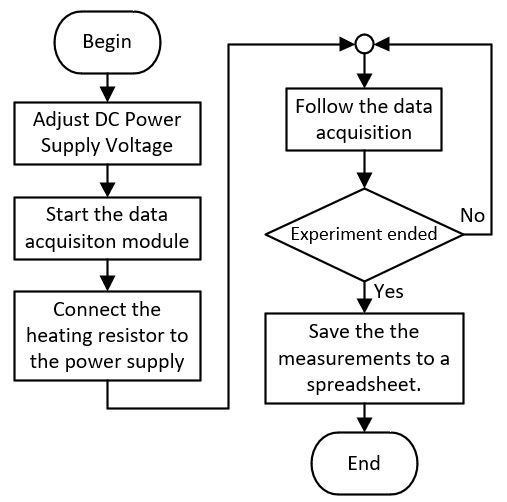 Begin
Adjust DC Power
Supply Voltage
Start the data
acquisiton module
Connect the
heating resistor to
the power supply
Follow the data
acquisition
Experiment ended
No
Yes
Save the the
measurements to a
spreadsheet.
End